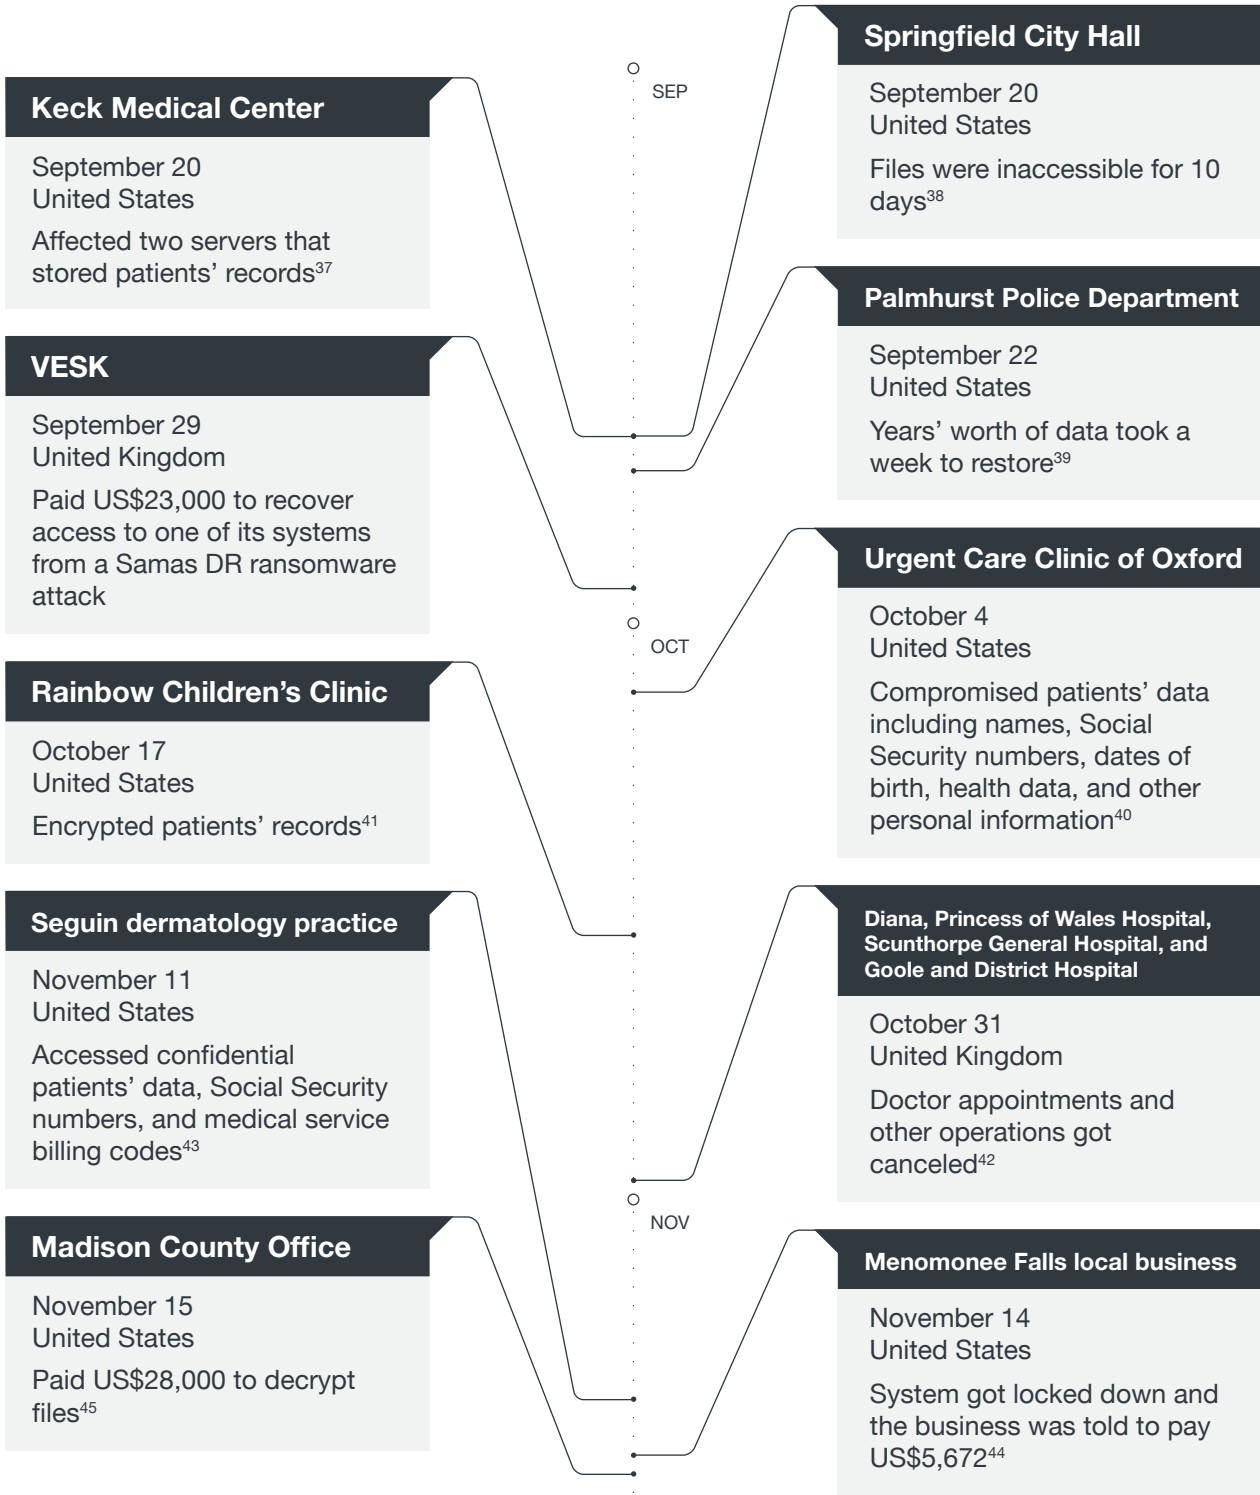 Springfield City Hall
September 20
United States
Files were inaccessible for 10
days38
SEP
Keck Medical Center
September 20
United States
Affected two servers that
stored patients’ records37
Palmhurst Police Department
September 22
United States
Years’ worth of data took a
week to restore39
VESK
September 29
United Kingdom
Paid US$23,000 to recover
access to one of its systems
from a Samas DR ransomware
attack
Urgent Care Clinic of Oxford
October 4
United States
Compromised patients’ data
including names, Social
Security numbers, dates of
birth, health data, and other
personal information40
OCT
Rainbow Children’s Clinic
October 17
United States
Encrypted patients’ records41
Diana, Princess of Wales Hospital,
Scunthorpe General Hospital, and
Goole and District Hospital
October 31
United Kingdom
Doctor appointments and
other operations got
canceled42
Seguin dermatology practice
November 11
United States
Accessed confidential
patients’ data, Social Security
numbers, and medical service
billing codes43
NOV
Madison County Office
November 15
United States
Paid US$28,000 to decrypt
files45
Menomonee Falls local business
November 14
United States
System got locked down and
the business was told to pay
US$5,67244